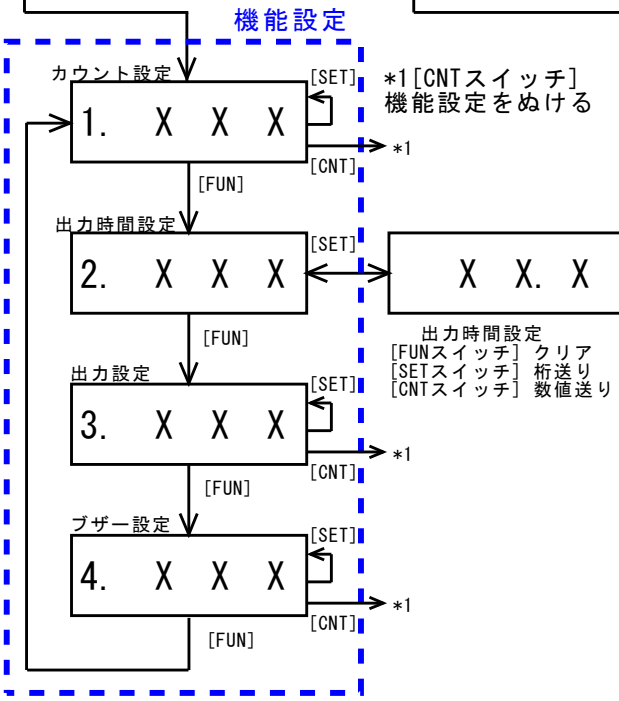 機能設定
カウント設定
[SET]
*1[CNTスイッチ]
機能設定をぬける
1. X X X
*1
[CNT]
[FUN]
出力時間設定
[SET]
2. X X X
X X. X
出力時間設定
[FUNスイッチ] クリア
[SETスイッチ] 桁送り
[CNTスイッチ] 数値送り
[FUN]
出力設定
[SET]
3. X X X
*1
[CNT]
[FUN]
ブザー設定
[SET]
4. X X X
*1
[CNT]
[FUN]